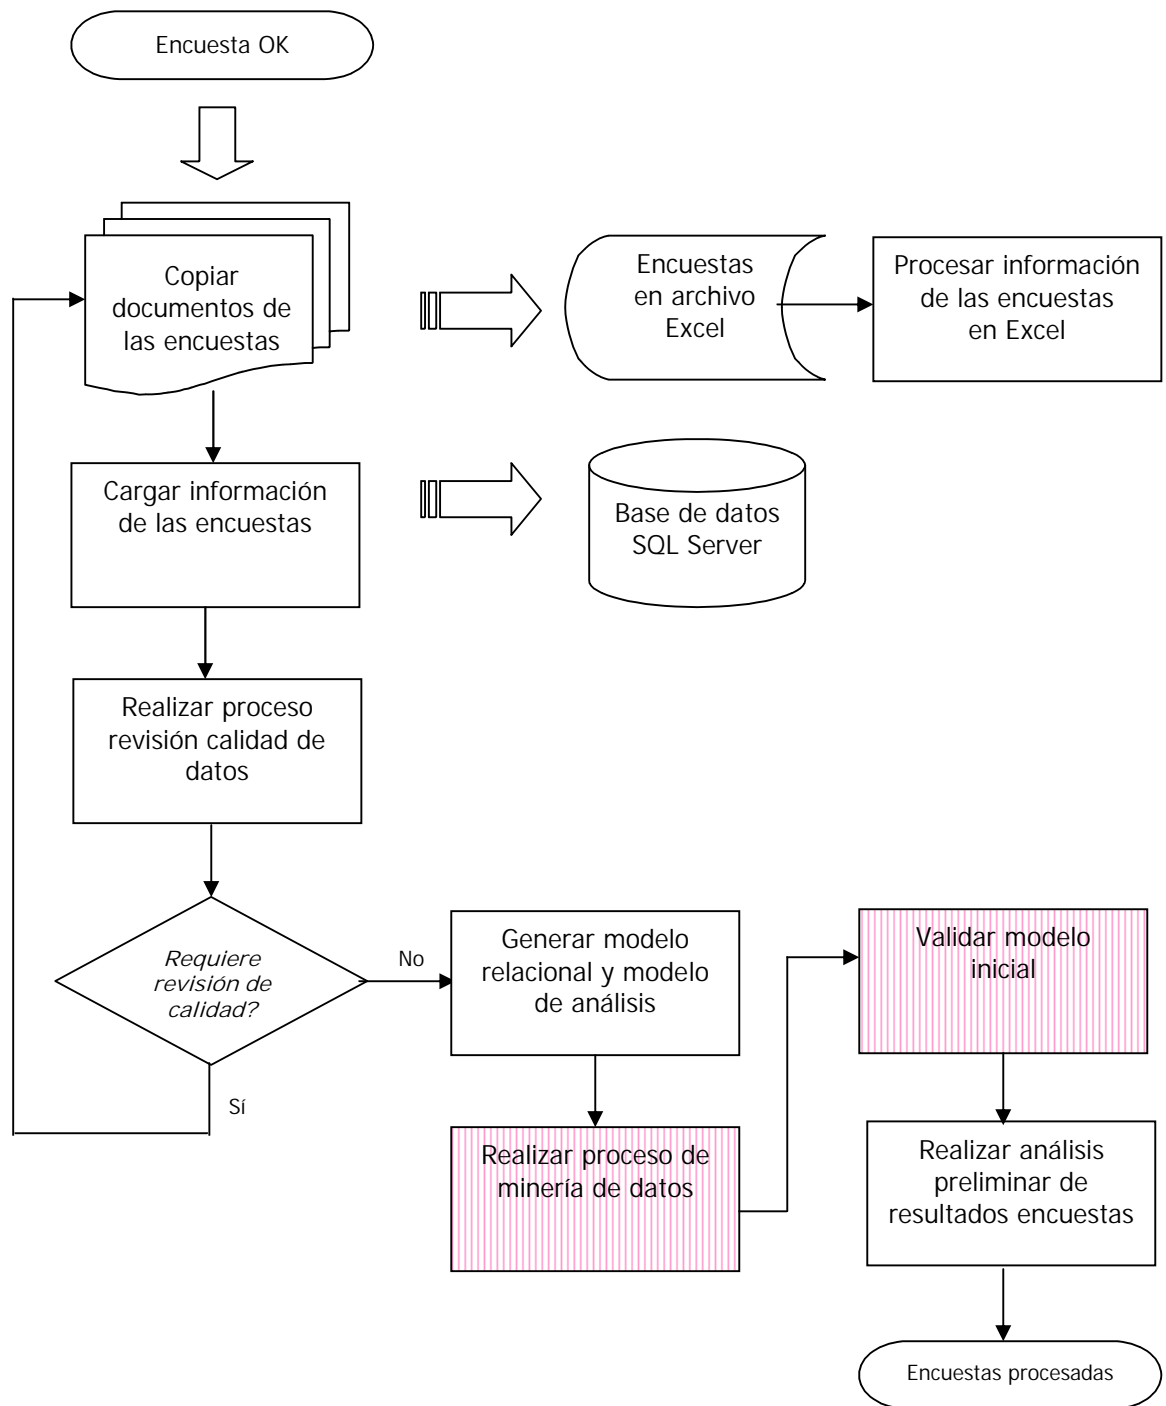 Encuesta OK
Copiar
documentos de
las encuestas
Encuestas
en archivo
Excel
Procesar información
de las encuestas
en Excel
Cargar información
de las encuestas
Base de datos
SQL Server
Realizar proceso
revisión calidad de
datos
Requiere
revisión de
calidad?
No
Sí
Generar modelo
relacional y modelo
de análisis
Realizar proceso de
minería de datos
Validar modelo
inicial
Realizar análisis
preliminar de
resultados encuestas
Encuestas procesadas